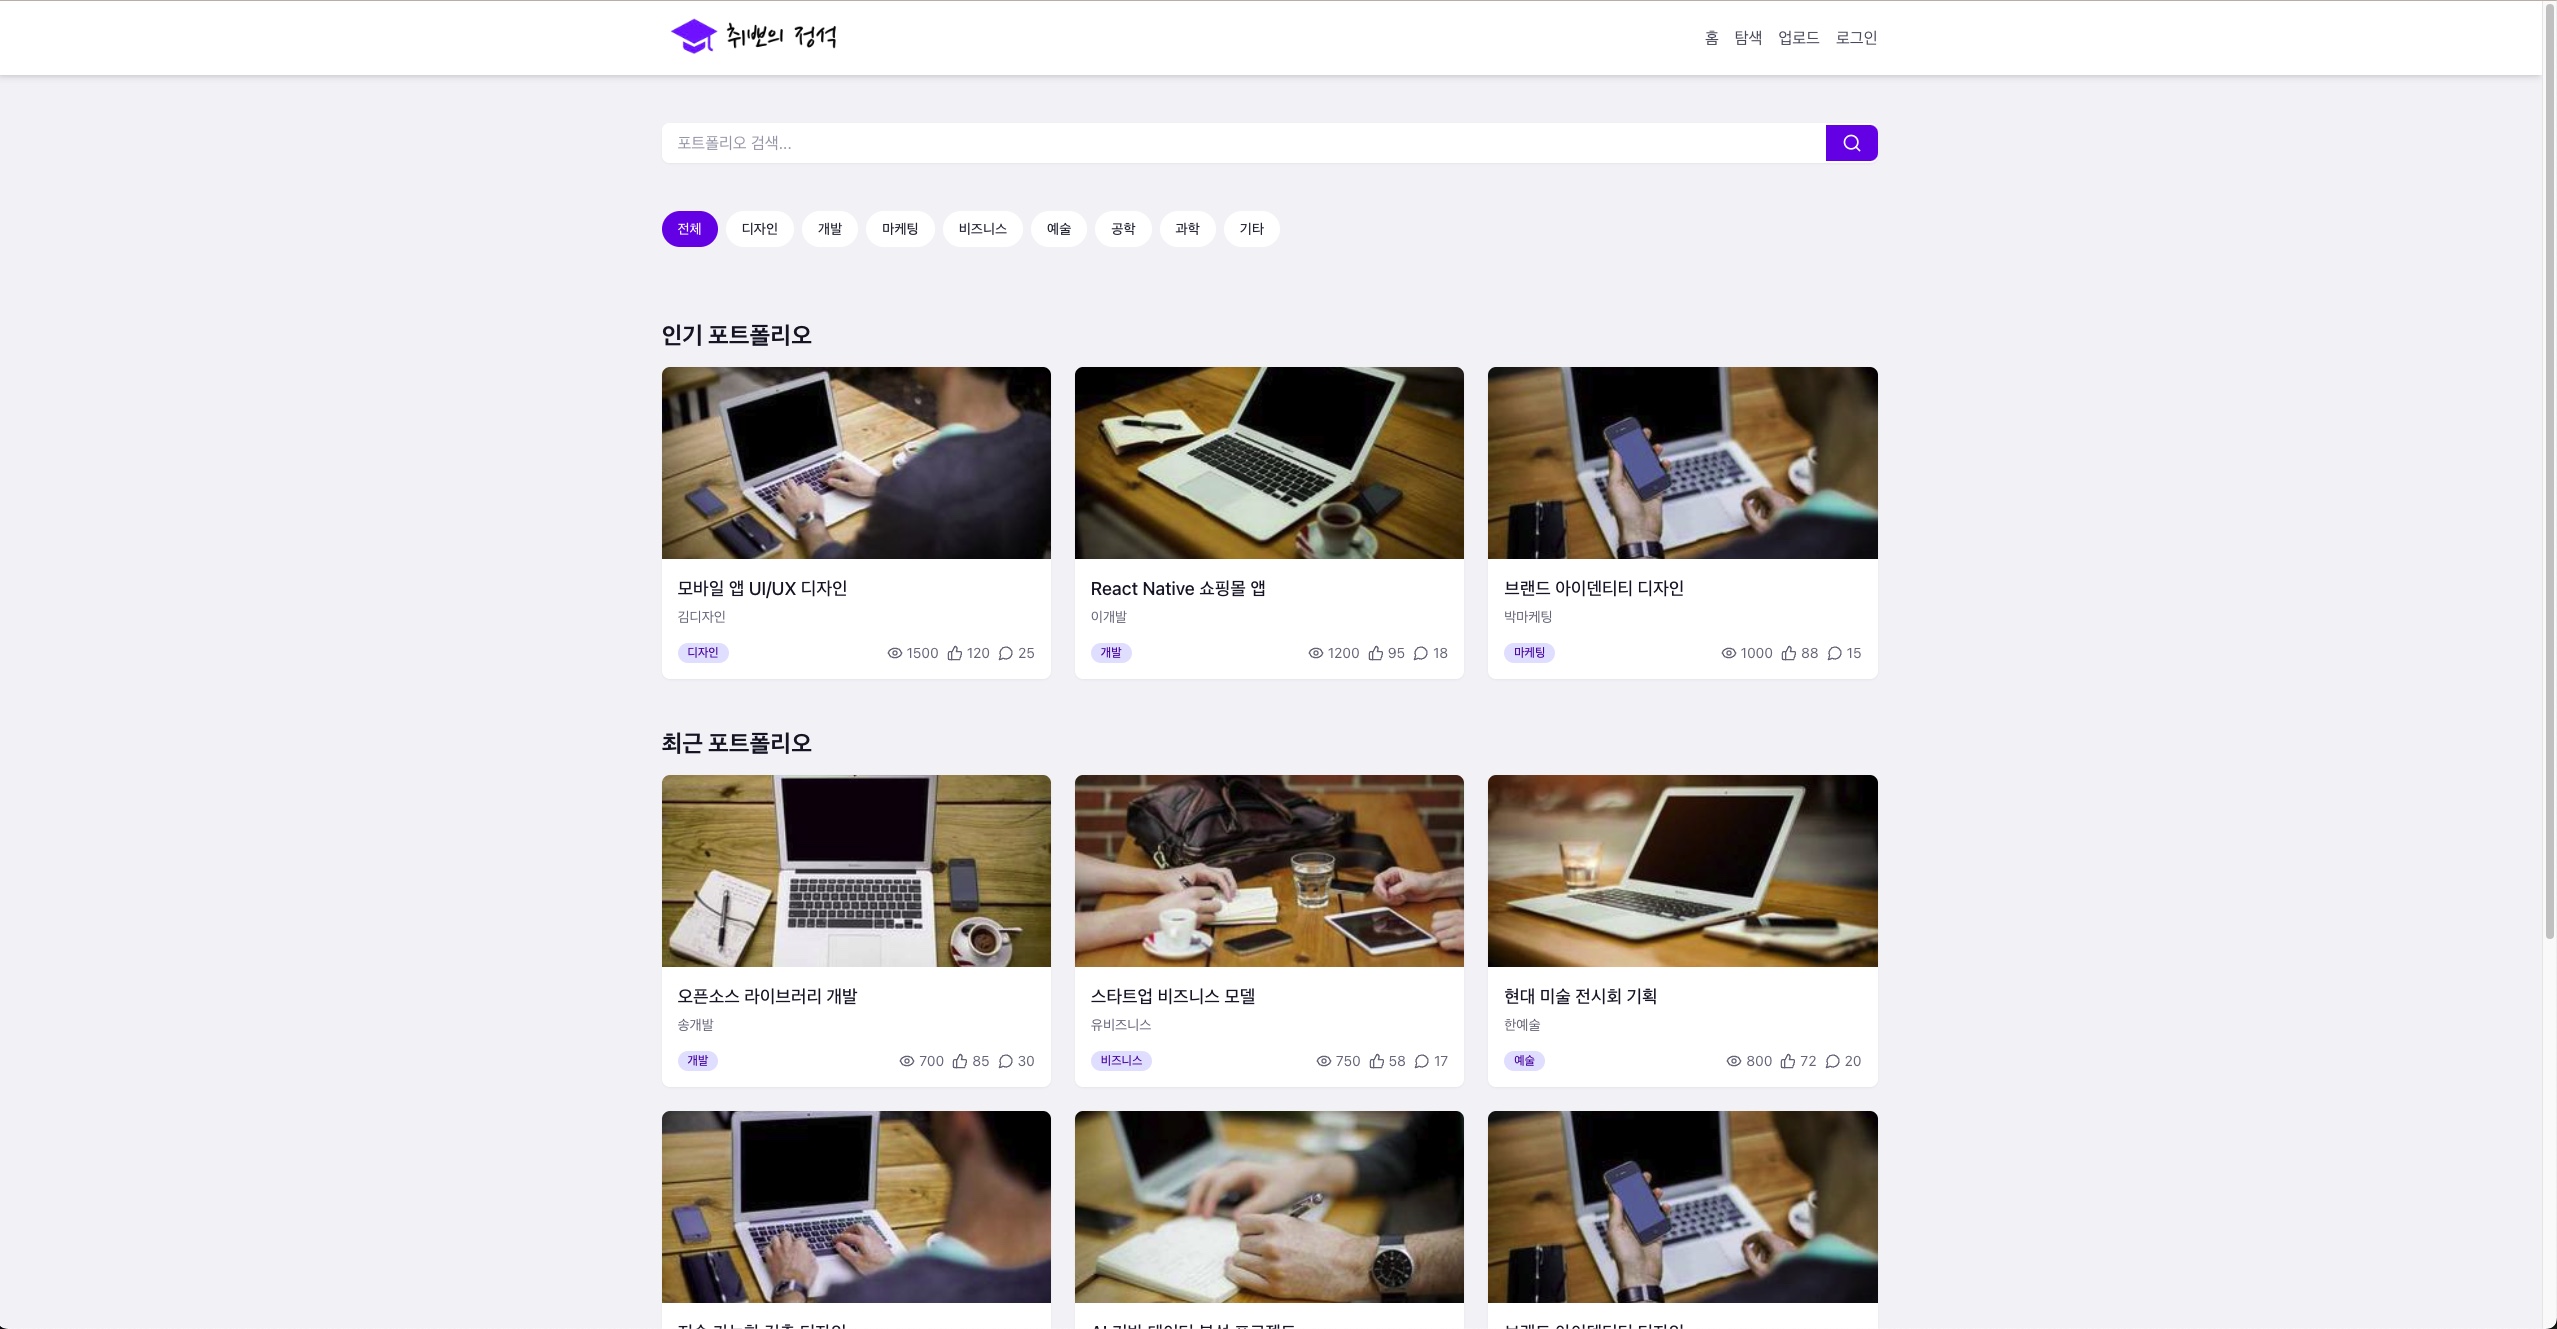 취뽀의 정석
홈 탐색 업로드 로그인
포트폴리오 검색...
전체 디자인 개발 마케팅 비즈니스 예술 공학 과학 기타
인기 포트폴리오
모바일 앱 UI/UX 디자인
김디자인
디자인 1500 120 25
React Native 쇼핑몰 앱
이개발
개발 1200 95 18
브랜드 아이덴티티 디자인
박마케팅
마케팅 1000 88 15
최근 포트폴리오
오픈소스 라이브러리 개발
송개발
개발 700 85 30
스타트업 비즈니스 모델
유비즈니스
비즈니스 750 58 17
현대 미술 전시회 기획
한예술
예술 800 72 20